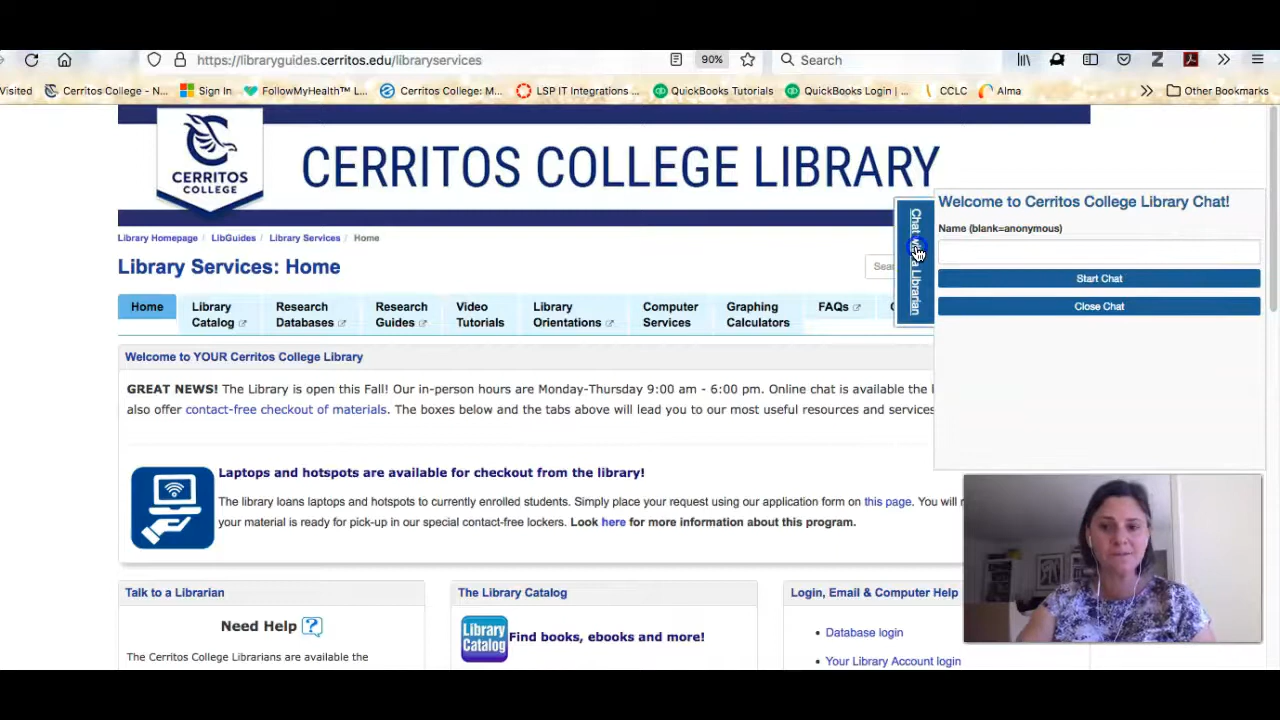 https://libraryguides.cerritos.edu/libraryservices
90%
Search
Visited
Cerritos College - N...
Sign In
FollowMyHealth™ L...
Cerritos College: M...
LSP IT Integrations ...
QuickBooks Tutorials
QuickBooks Login | ...
CCLC
Alma
Other Bookmarks
CERRITOS
COLLEGE
CERRITOS COLLEGE LIBRARY
Chat with a Librarian
Welcome to Cerritos College Library Chat!
Name (blank=anonymous)
Start Chat
Close Chat
Library Homepage / LibGuides / Library Services / Home
Library Services: Home
Home
Library
Catalog
Research
Databases
Research
Guides
Video
Tutorials
Library
Orientations
Computer
Services
Graphing
Calculators
FAQs
Welcome to YOUR Cerritos College Library
GREAT NEWS! The Library is open this Fall! Our in-person hours are Monday-Thursday 9:00 am - 6:00 pm. Online chat is available the
also offer contact-free checkout of materials. The boxes below and the tabs above will lead you to our most useful resources and services
Laptops and hotspots are available for checkout from the library!
The library loans laptops and hotspots to currently enrolled students. Simply place your request using our application form on this page. You will
your material is ready for pick-up in our special contact-free lockers. Look here for more information about this program.
Talk to a Librarian
Need Help ?
The Cerritos College Librarians are available the
The Library Catalog
Library
Catalog
Find books, ebooks and more!
Login, Email & Computer Help
Database login
Your Library Account login